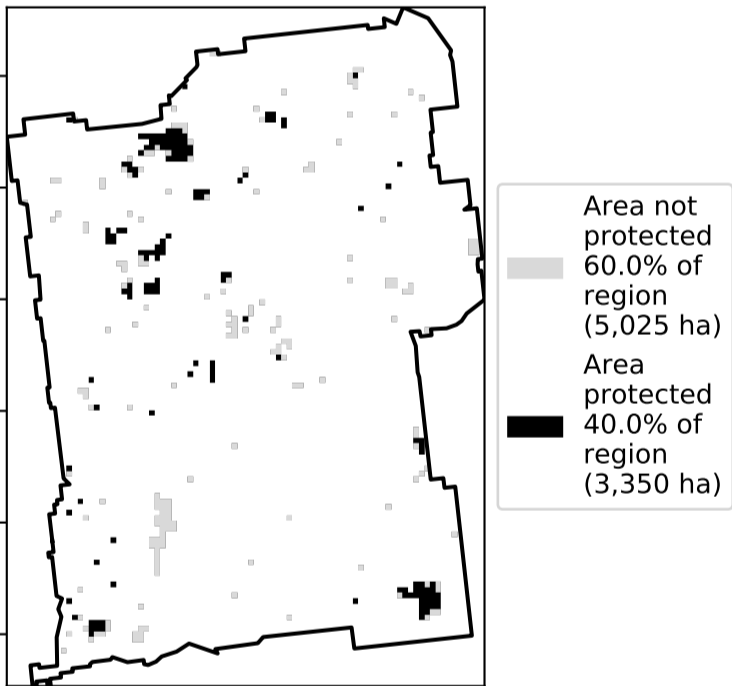 Area not
protected
60.0% of
region
(5,025 ha)
Area
protected
40.0% of
region
(3,350 ha)